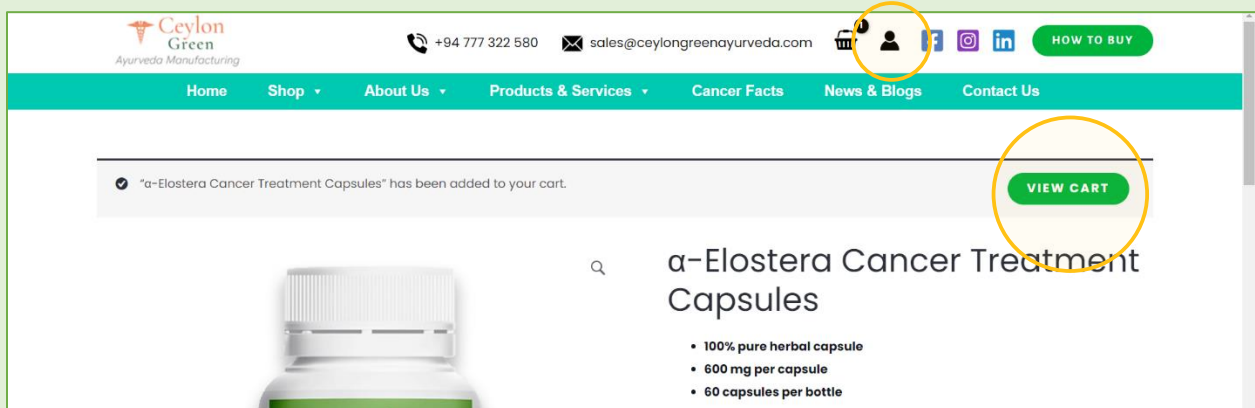 Ceylon
Green
Ayurveda Manufacturing
+94 777 322 580
sales@ceylongreenayurveda.com
1
HOW TO BUY
Home Shop About Us Products & Services Cancer Facts News & Blogs Contact Us
"α-Elostera Cancer Treatment Capsules" has been added to your cart.
VIEW CART
α-Elostera Cancer Treatment
Capsules
• 100% pure herbal capsule
• 600 mg per capsule
• 60 capsules per bottle